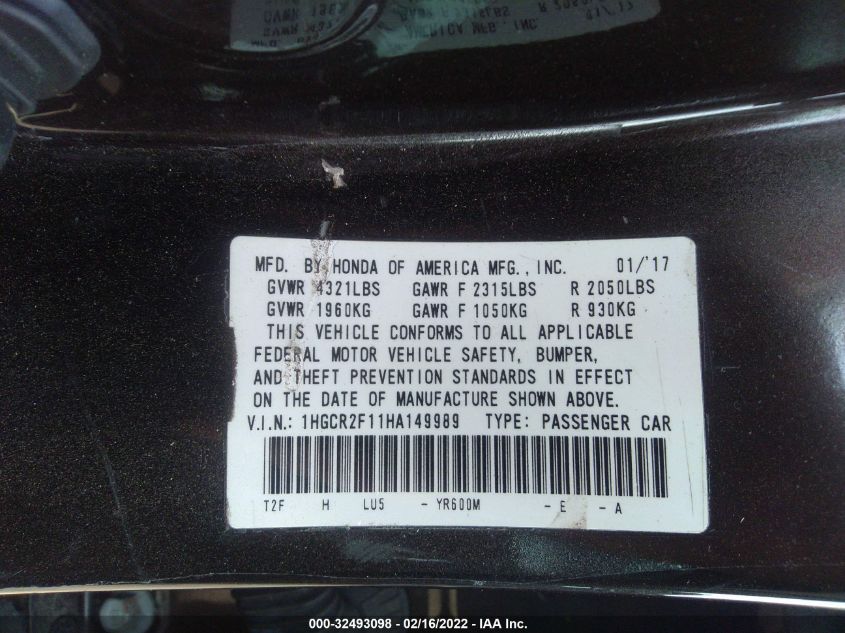 MFD. BY HONDA OF AMERICA MFG., INC. 01/'17
GVWR 4321LBS GAWR F 2315LBS R 2050LBS
GVWR 1960KG GAWR F 1050KG R 930KG
THIS VEHICLE CONFORMS TO ALL APPLICABLE
FEDERAL MOTOR VEHICLE SAFETY, BUMPER,
AND THEFT PREVENTION STANDARDS IN EFFECT
ON THE DATE OF MANUFACTURE SHOWN ABOVE.
V.I.N.: 1HGCR2F11HA149989 TYPE: PASSENGER CAR
T2F H LU5 - YR600M - E - A
000-32493098 - 02/16/2022 - IAA Inc.